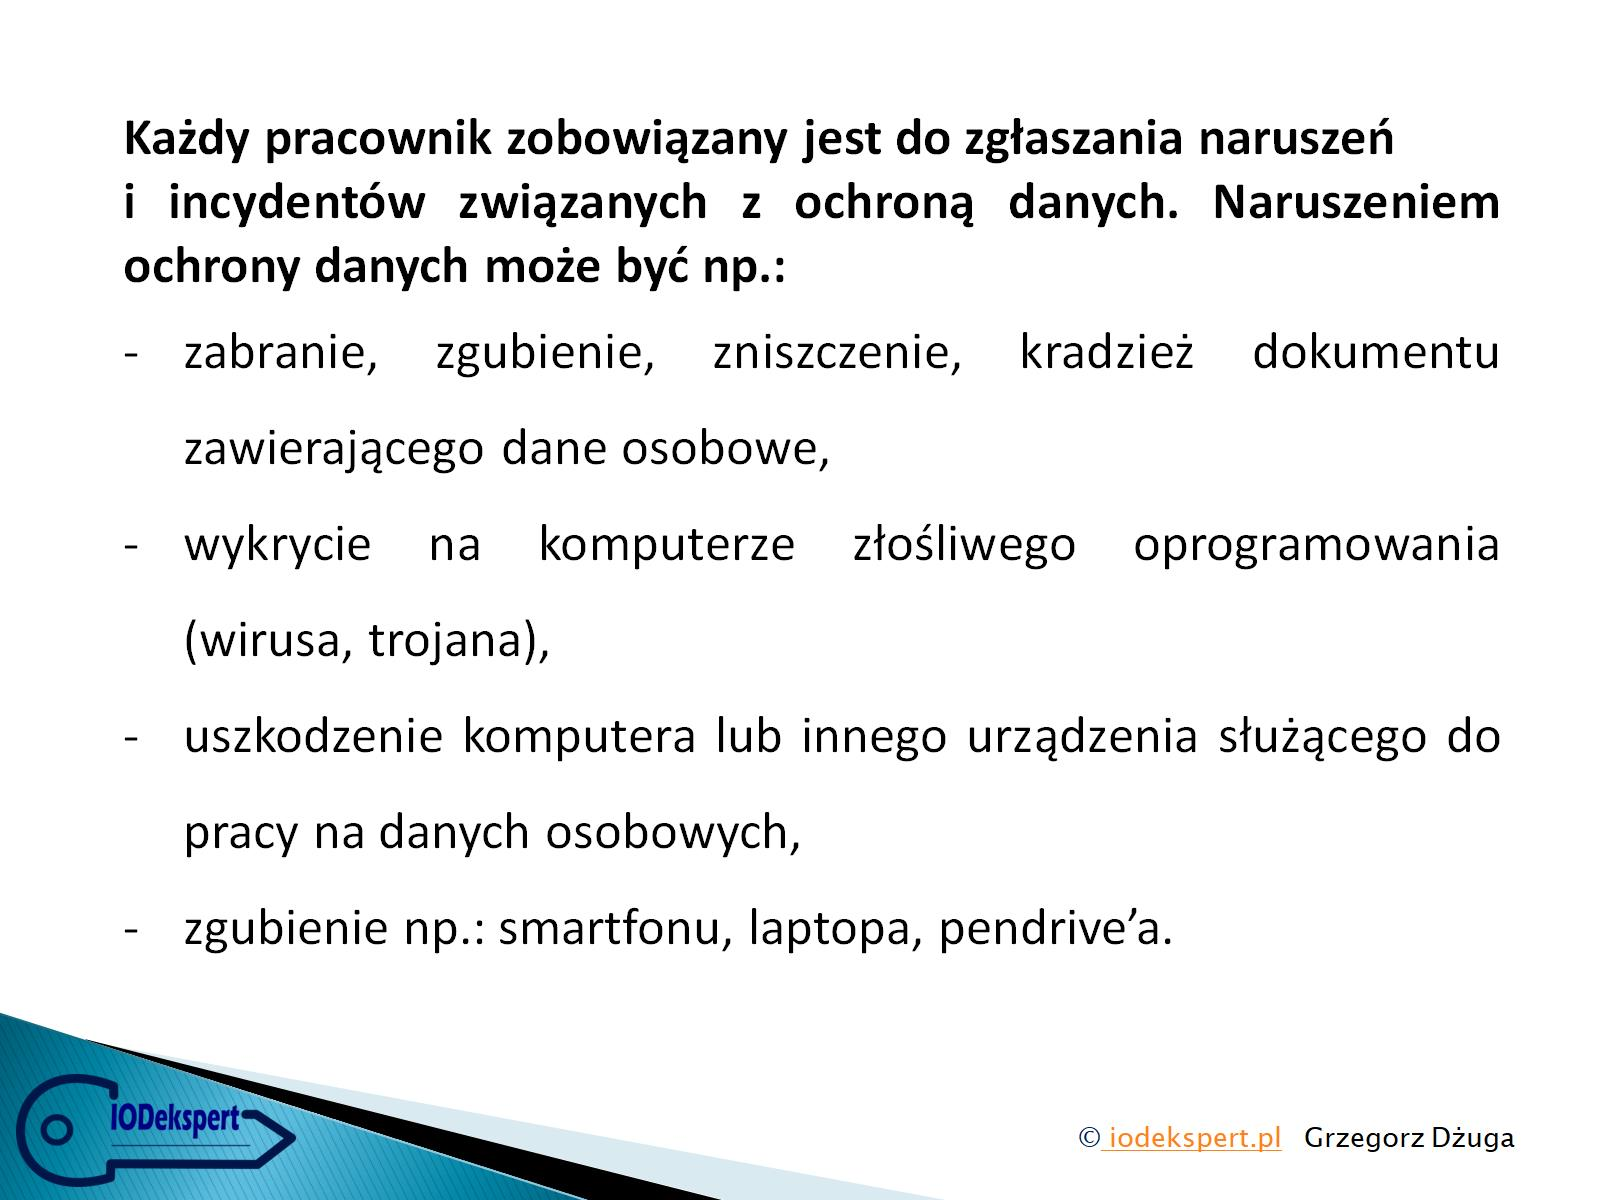 Każdy pracownik zobowiązany jest do zgłaszania naruszeń
i incydentów związanych z ochroną danych. Naruszeniem
ochrony danych może być np.:
- zabranie, zgubienie, zniszczenie, kradzież dokumentu
zawierającego dane osobowe,
- wykrycie na komputerze złośliwego oprogramowania
(wirusa, trojana),
- uszkodzenie komputera lub innego urządzenia służącego do
pracy na danych osobowych,
- zgubienie np.: smartfonu, laptopa, pendrive’a.
IODekspert
© iodekspert.pl Grzegorz Dżuga